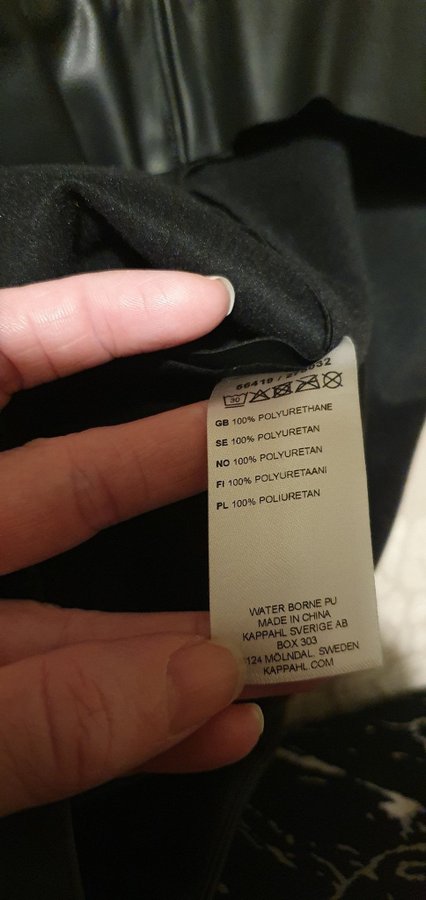 30
GB 100% POLYURETHANE
SE 100% POLYURETAN
NO 100% POLYURETAN
FI 100% POLYURETAANI
PL 100% POLIURETAN
WATER BORNE PU
MADE IN CHINA
KAPPAHL SVERIGE AB
BOX 303
124 MÖLNDAL, SWEDEN
KAPPAHL.COM